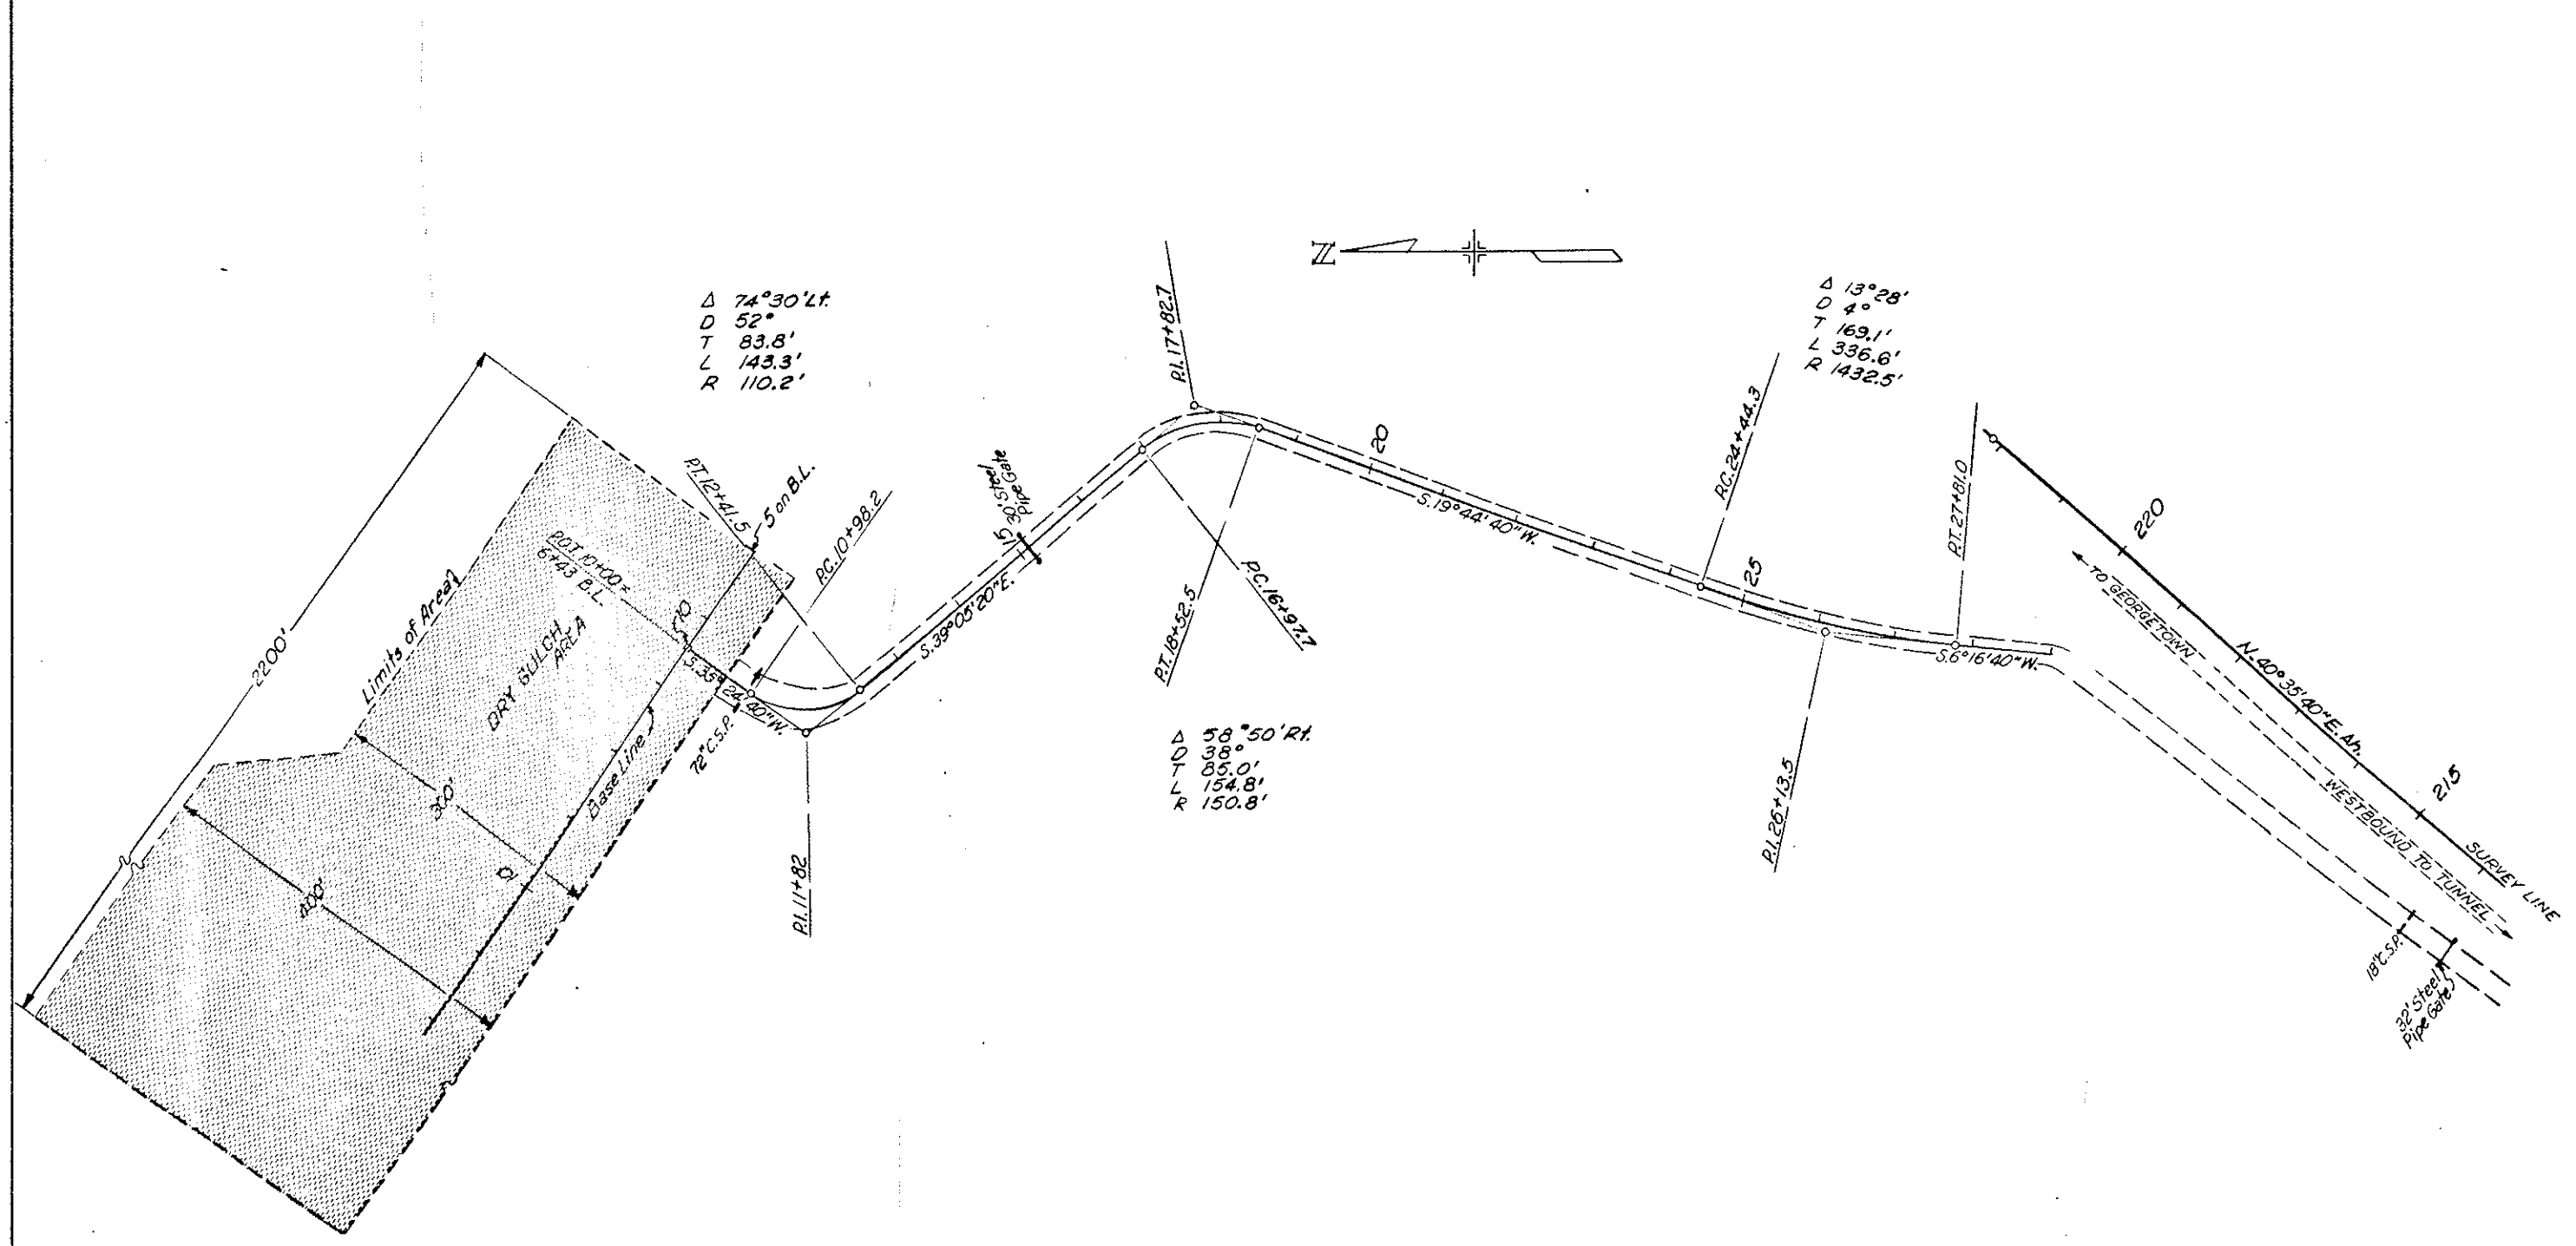 Z
Δ 74°30' Lt.
D 52°
T 83.8'
L 143.3'
R 110.2'
Δ 13°28'
D 4°
T 169.1'
L 336.6'
R 1432.5'
Δ 58°50' Rt.
D 38°
T 85.0'
L 154.8'
R 150.8'
2200'
Limits of Area
DRY GULCH
AREA
300'
400'
Base Line
10
P.O.T. 10+00 =
6+43 B.L.
10
P.T. 12+41.5
5 on B.L.
P.C. 10+98.2
S. 35° 24' 40" W.
72" C.S.P.
P.I. 11+82
S. 39° 05' 20" E.
15
30' Steel
Pipe Gate
P.I. 17+82.7
P.C. 16+97.7
P.T. 18+52.5
20
S. 19° 44' 40" W.
P.C. 24+44.3
25
P.I. 26+13.5
P.T. 27+81.0
S. 6° 16' 40" W.
220
TO GEORGETOWN
N. 40° 35' 40" E. Ah.
WESTBOUND TO TUNNEL
215
SURVEY LINE
18" C.S.P.
32' Steel
Pipe Gate